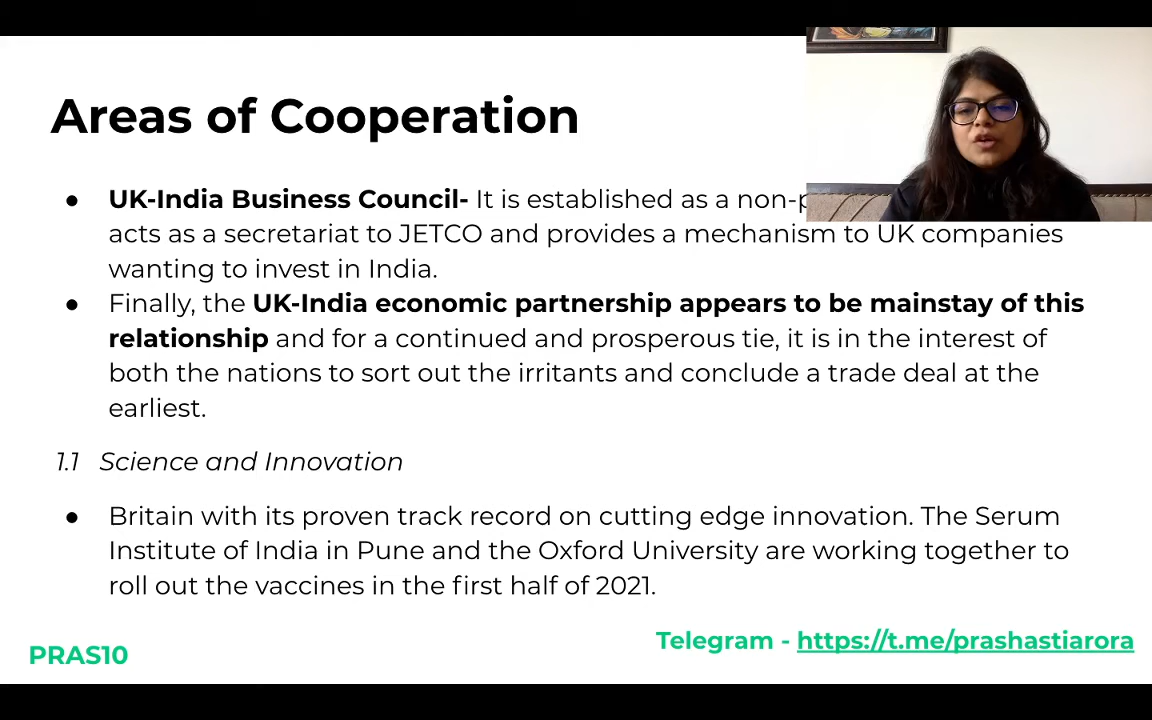 Areas of Cooperation
● UK-India Business Council- It is established as a
acts as a secretariat to JETCO and provides a mechanism to UK companies
wanting to invest in India.
● Finally, the UK-India economic partnership appears to be mainstay of this
relationship and for a continued and prosperous tie, it is in the interest of
both the nations to sort out the irritants and conclude a trade deal at the
earliest.
1.1 Science and Innovation
● Britain with its proven track record on cutting edge innovation. The Serum
Institute of India in Pune and the Oxford University are working together to
roll out the vaccines in the first half of 2021.
Telegram - https://t.me/prashastiarora
PRAS10